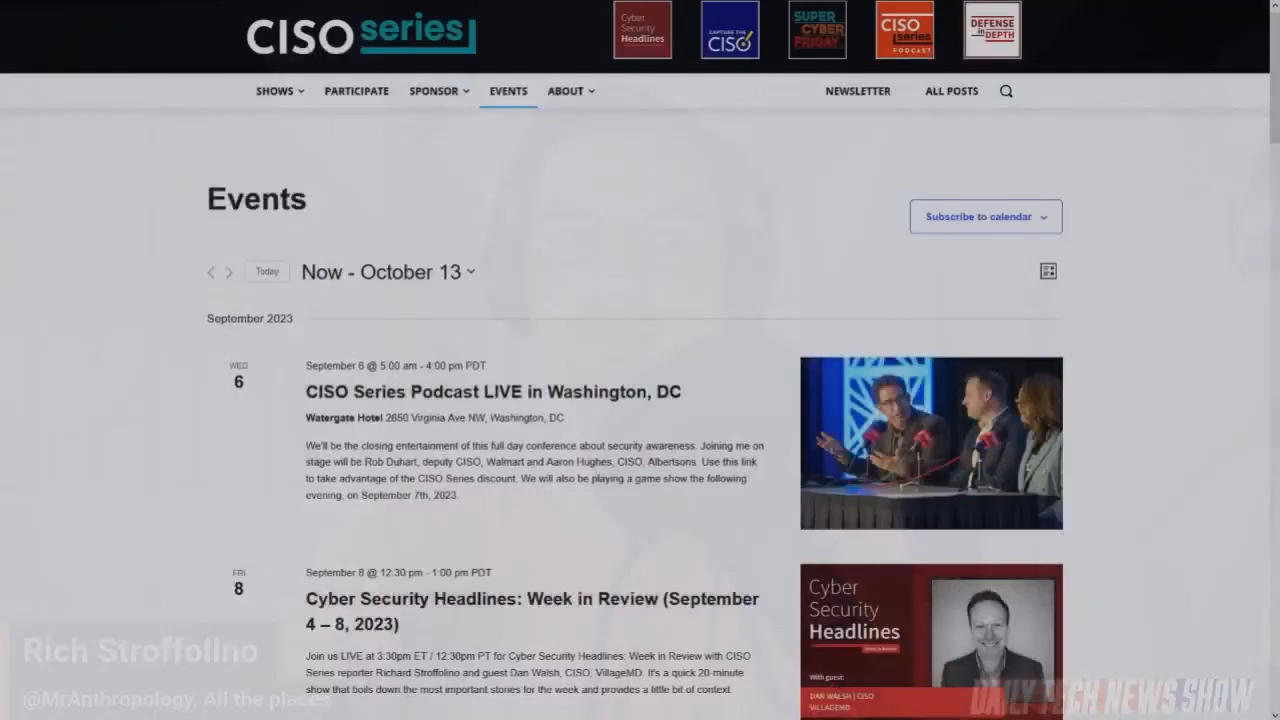 CISO series
Cyber
Security
Headlines
CAPTURE THE
CISO
SUPER
CYBER
FRIDAY
CISO
series
PODCAST
DEFENSE
in
DEPTH
SHOWS PARTICIPATE SPONSOR EVENTS ABOUT NEWSLETTER ALL POSTS
Events
Subscribe to calendar
Today Now - October 13
September 2023
WED
6
September 6 @ 5:00 am - 4:00 pm PDT
CISO Series Podcast LIVE in Washington, DC
Watergate Hotel 2650 Virginia Ave NW, Washington, DC
We'll be the closing entertainment of this full day conference about security awareness. Joining me on
stage will be Rob Duhart, deputy CISO, Walmart and Aaron Hughes, CISO, Albertsons. Use this link
to take advantage of the CISO Series discount. We will also be playing a game show the following
evening, on September 7th, 2023.
FRI
8
September 8 @ 12:30 pm - 1:00 pm PDT
Cyber Security Headlines: Week in Review (September
4 – 8, 2023)
Join us LIVE at 3:30pm ET / 12:30pm PT for Cyber Security Headlines: Week in Review with CISO
Series reporter Richard Stroffolino and guest Dan Walsh, CISO, VillageMD. It's a quick 20-minute
show that boils down the most important stories for the week and provides a little bit of context.
Cyber
Security
Headlines
With guest:
DAN WALSH | CISO
VILLAGEMD
Rich Stroffolino
@MrAnthropology, All the places
DAILY TECH NEWS SHOW